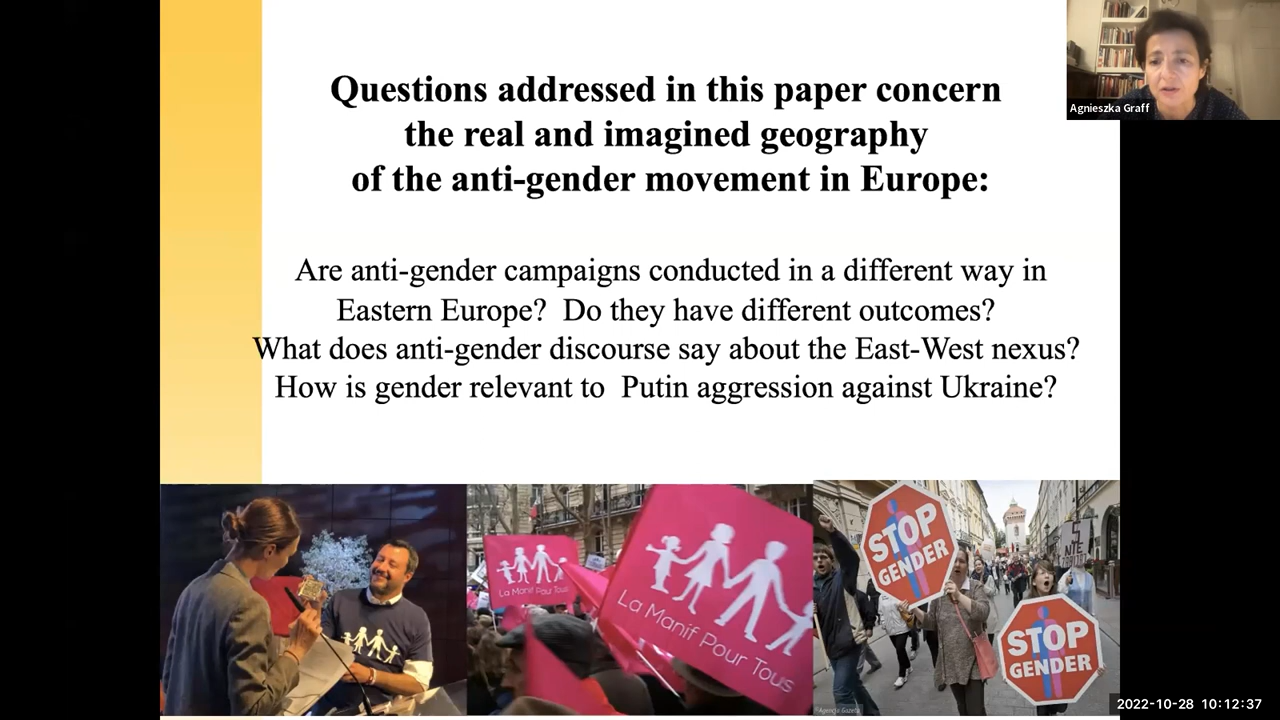 Questions addressed in this paper concern
the real and imagined geography
of the anti-gender movement in Europe:
Are anti-gender campaigns conducted in a different way in
Eastern Europe?  Do they have different outcomes?
What does anti-gender discourse say about the East-West nexus?
How is gender relevant to  Putin aggression against Ukraine?
Agnieszka Graff
La Manif Pour Tous
La Manif Pour Tous
STOP
GENDER
STOP
GENDER
2022-10-28 10:12:37